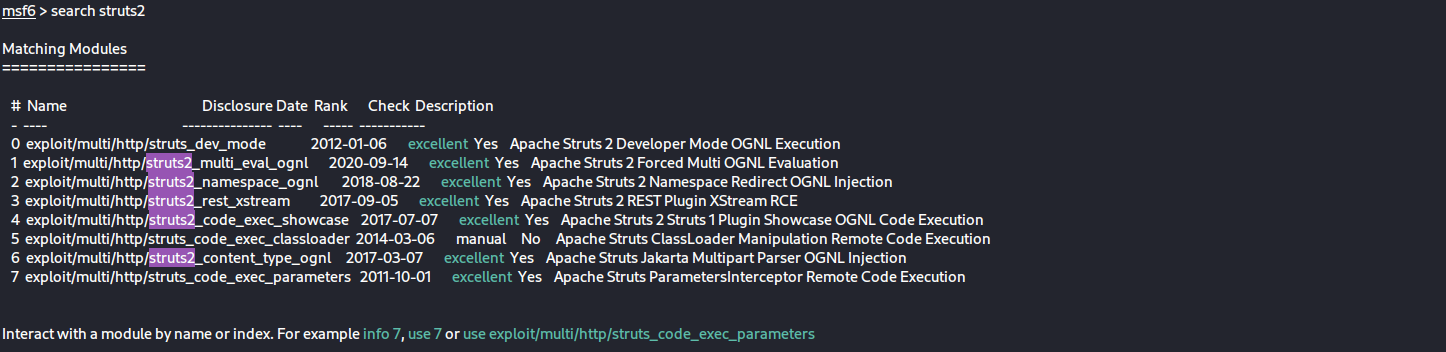 msf6 > search struts2
Matching Modules
================
# Name Disclosure Date Rank Check Description
- ---- --------------- ---- ----- -----------
0 exploit/multi/http/struts_dev_mode 2012-01-06 excellent Yes Apache Struts 2 Developer Mode OGNL Execution
1 exploit/multi/http/struts2_multi_eval_ognl 2020-09-14 excellent Yes Apache Struts 2 Forced Multi OGNL Evaluation
2 exploit/multi/http/struts2_namespace_ognl 2018-08-22 excellent Yes Apache Struts 2 Namespace Redirect OGNL Injection
3 exploit/multi/http/struts2_rest_xstream 2017-09-05 excellent Yes Apache Struts 2 REST Plugin XStream RCE
4 exploit/multi/http/struts2_code_exec_showcase 2017-07-07 excellent Yes Apache Struts 2 Struts 1 Plugin Showcase OGNL Code Execution
5 exploit/multi/http/struts_code_exec_classloader 2014-03-06 manual No Apache Struts ClassLoader Manipulation Remote Code Execution
6 exploit/multi/http/struts2_content_type_ognl 2017-03-07 excellent Yes Apache Struts Jakarta Multipart Parser OGNL Injection
7 exploit/multi/http/struts_code_exec_parameters 2011-10-01 excellent Yes Apache Struts ParametersInterceptor Remote Code Execution
Interact with a module by name or index. For example info 7, use 7 or use exploit/multi/http/struts_code_exec_parameters